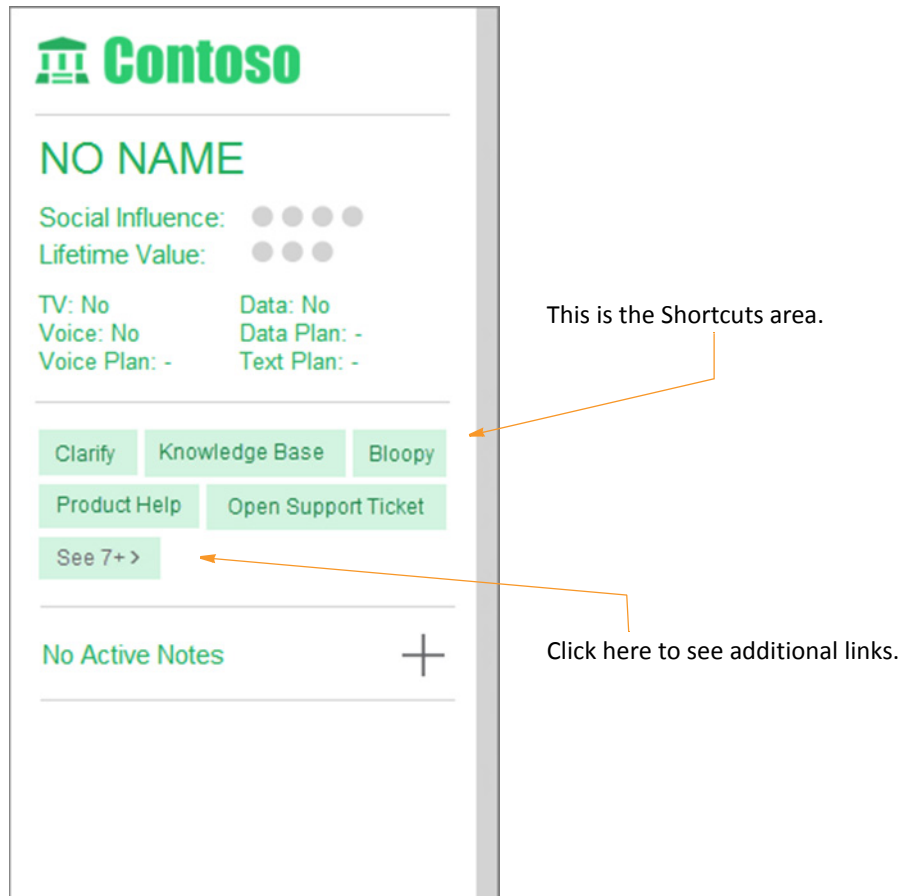 Contoso
NO NAME
Social Influence:
Lifetime Value:
TV: No Data: No
Voice: No Data Plan: -
Voice Plan: - Text Plan: -
This is the Shortcuts area.
Clarify Knowledge Base Bloopy
Product Help Open Support Ticket
See 7+ >
No Active Notes
Click here to see additional links.